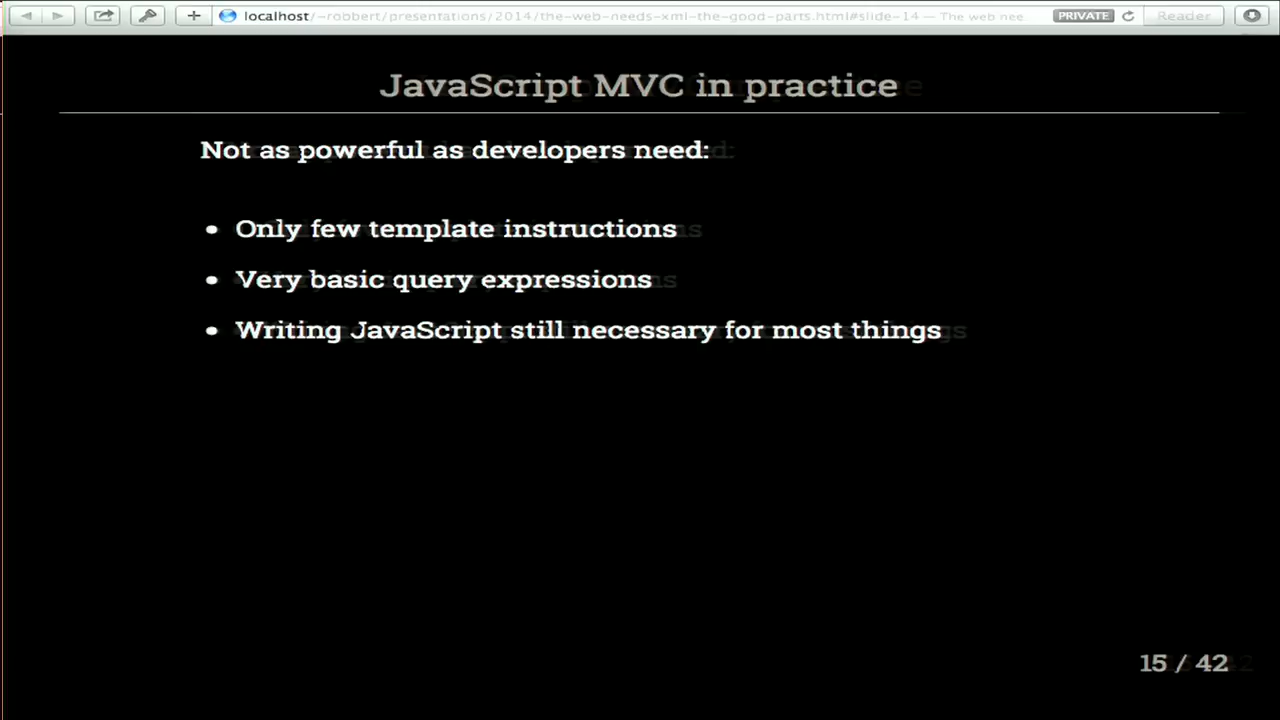 localhost/~robbert/presentations/2014/the-web-needs-xml-the-good-parts.html#slide-14 — The web nee
PRIVATE
Reader
JavaScript MVC in practice
Not as powerful as developers need:
• Only few template instructions
• Very basic query expressions
• Writing JavaScript still necessary for most things
15 / 42